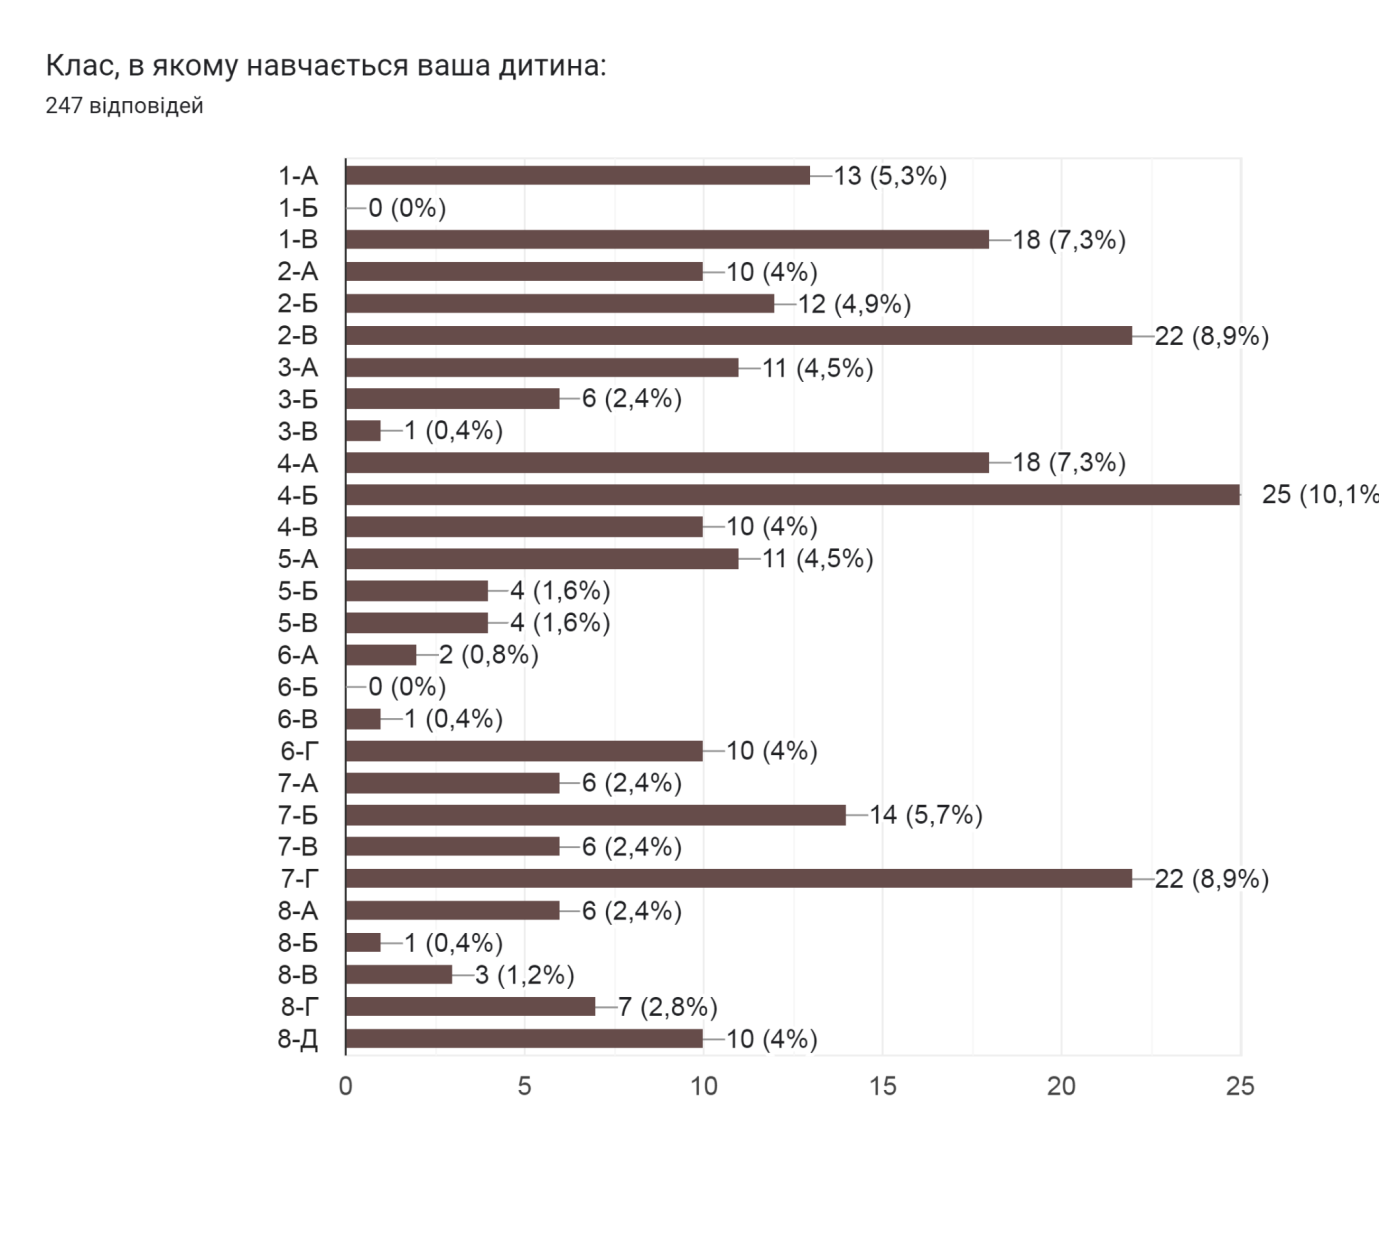 Клас, в якому навчається ваша дитина:
247 відповідей
1-А 13 (5,3%)
1-Б 0 (0%)
1-В 18 (7,3%)
2-А 10 (4%)
2-Б 12 (4,9%)
2-В 22 (8,9%)
3-А 11 (4,5%)
3-Б 6 (2,4%)
3-В 1 (0,4%)
4-А 18 (7,3%)
4-Б 25 (10,1%
4-В 10 (4%)
5-А 11 (4,5%)
5-Б 4 (1,6%)
5-В 4 (1,6%)
6-А 2 (0,8%)
6-Б 0 (0%)
6-В 1 (0,4%)
6-Г 10 (4%)
7-А 6 (2,4%)
7-Б 14 (5,7%)
7-В 6 (2,4%)
7-Г 22 (8,9%)
8-А 6 (2,4%)
8-Б 1 (0,4%)
8-В 3 (1,2%)
8-Г 7 (2,8%)
8-Д 10 (4%)
0 5 10 15 20 25